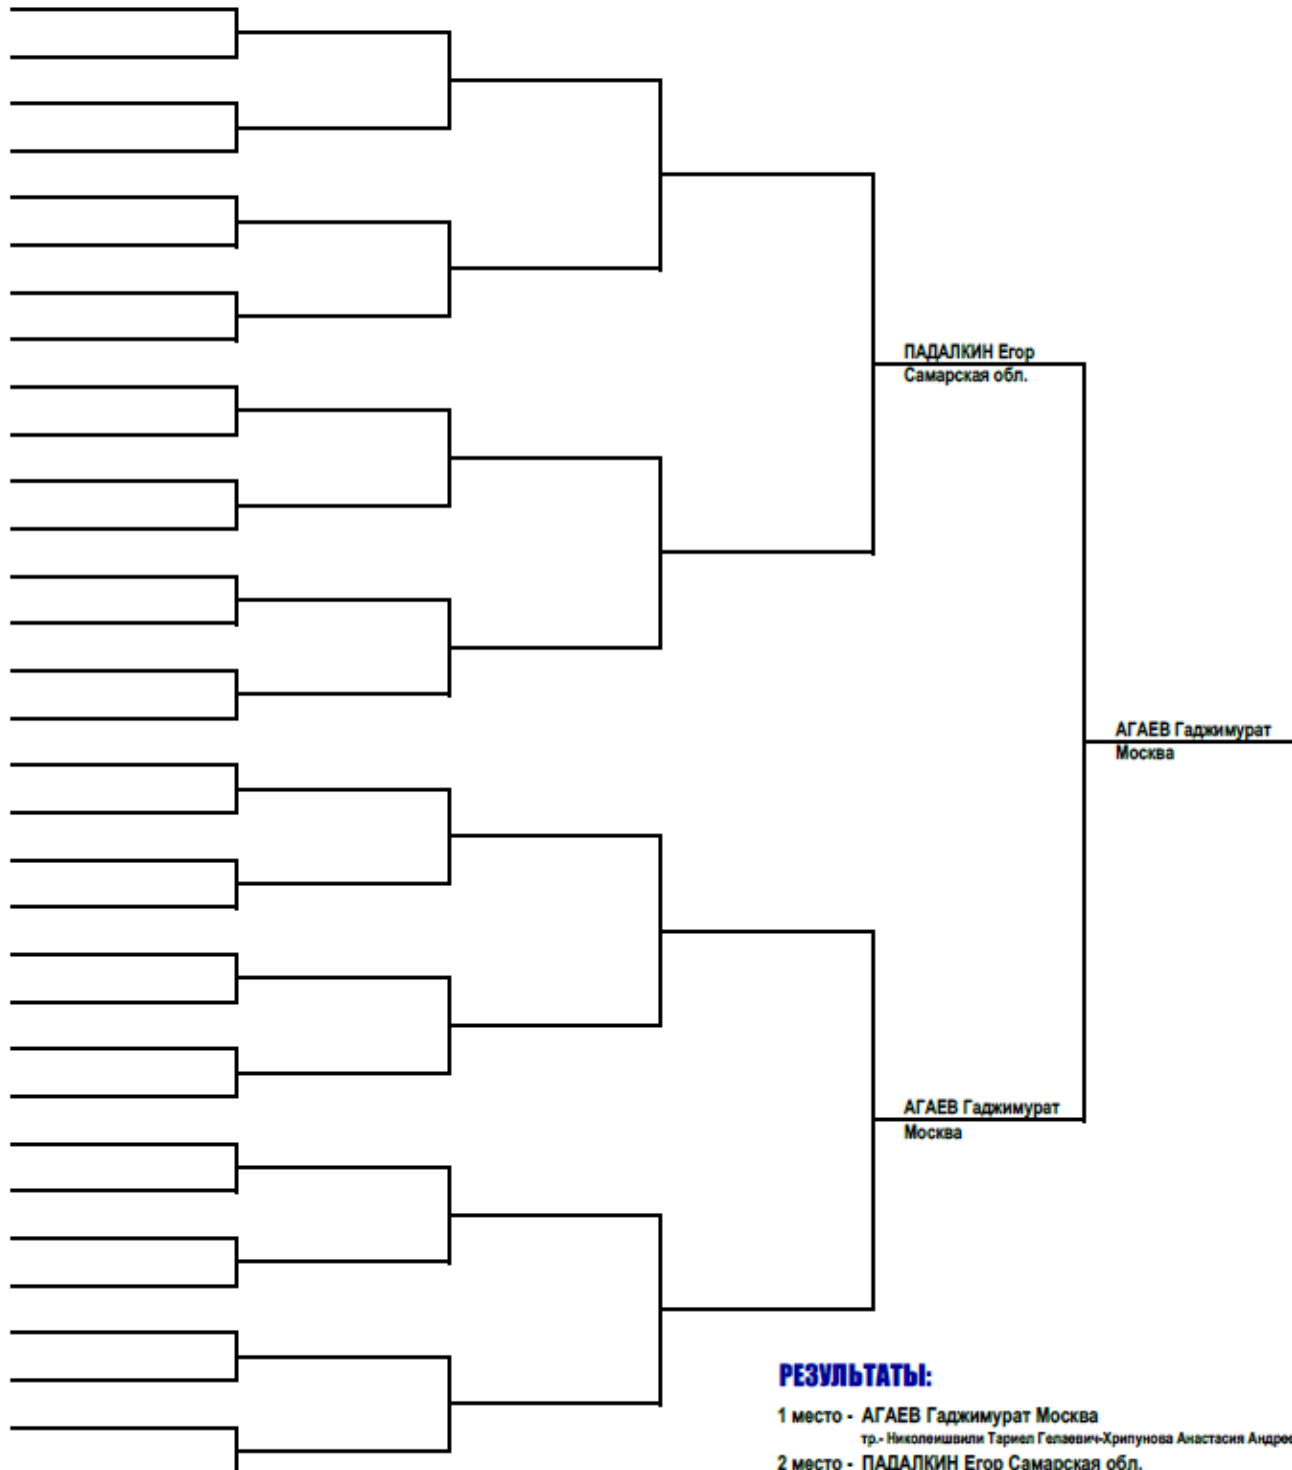 ПАДАЛКИН Егор
Самарская обл.
АГАЕВ Гаджимурат
Москва
АГАЕВ Гаджимурат
Москва
РЕЗУЛЬТАТЫ:
1 место - АГАЕВ Гаджимурат Москва
тр.- Николеишвили Тариел Гелаевич-Хрипунова Анастасия
2 место - ПАДАЛКИН Егор Самарская обл.